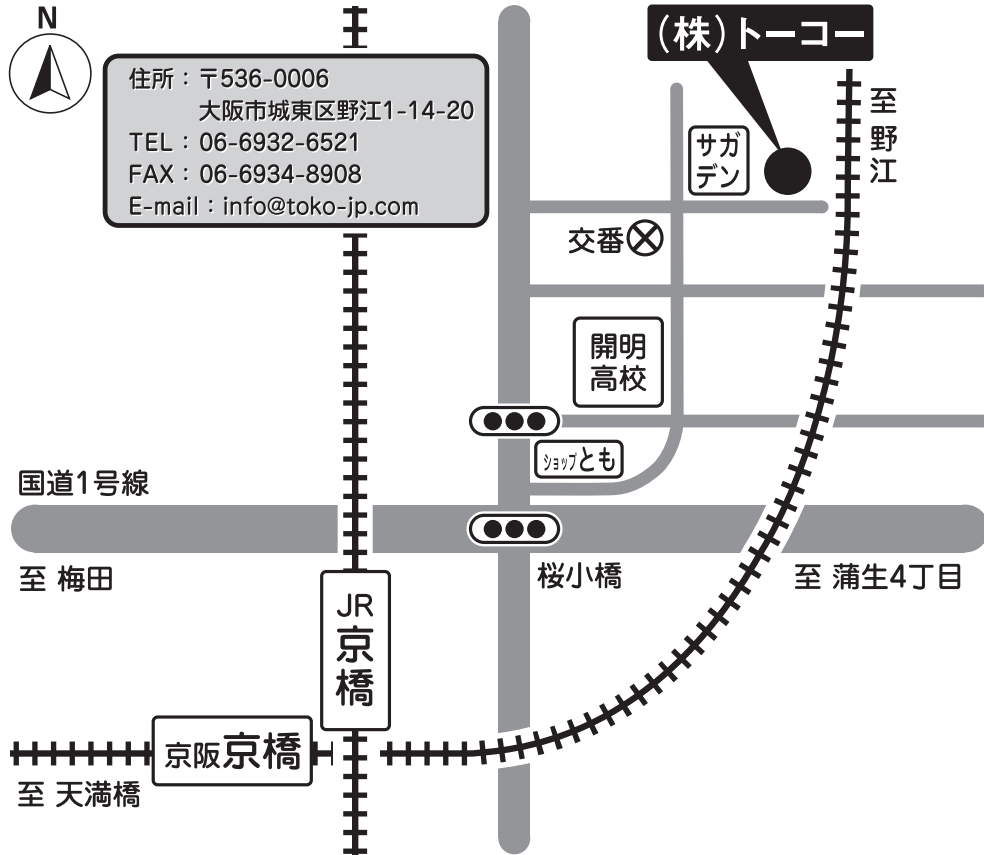 N
(株)トーコー
住所：〒536-0006
大阪市城東区野江1-14-20
TEL：06-6932-6521
FAX：06-6934-8908
E-mail：info@toko-jp.com
至野江
サガ
デン
交番
開明
高校
ショップとも
国道1号線
至 梅田
桜小橋
至 蒲生4丁目
JR
京橋
京阪京橋
至 天満橋